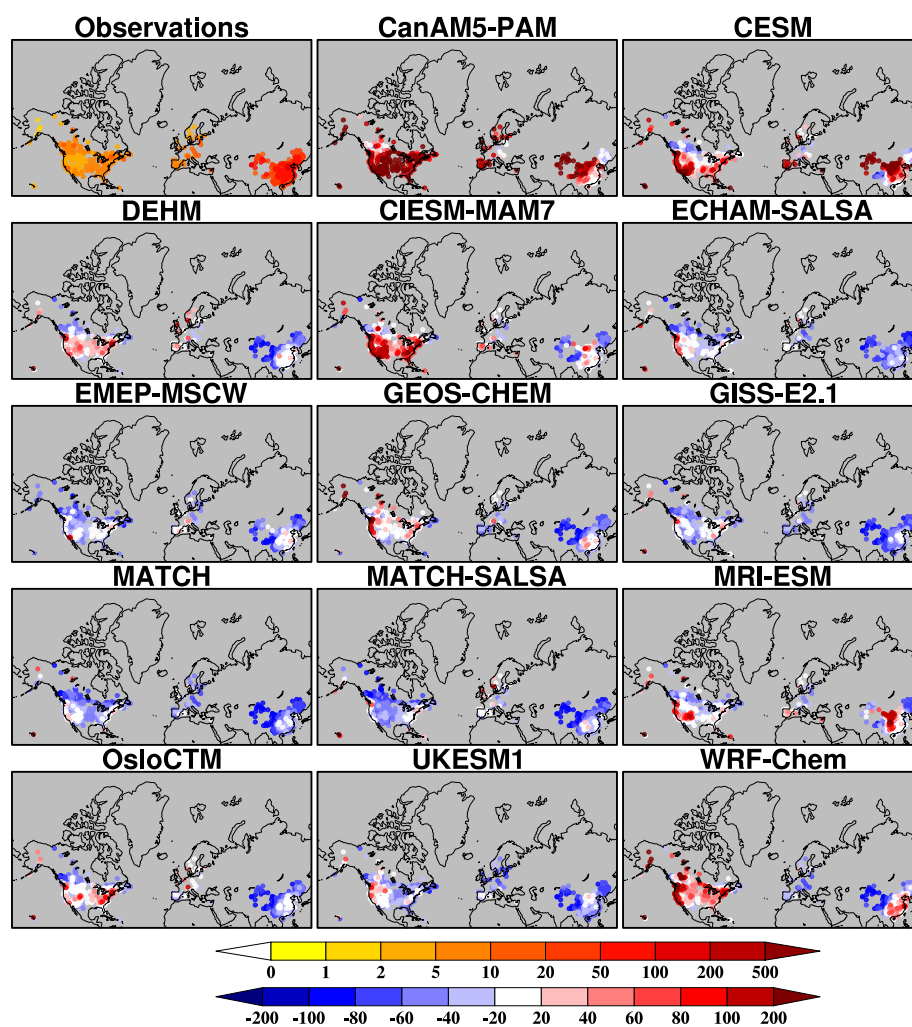 Observations CanAM5-PAM CESM
DEHM CIESM-MAM7 ECHAM-SALSA
EMEP-MSCW GEOS-CHEM GISS-E2.1
MATCH MATCH-SALSA MRI-ESM
OsloCTM UKESM1 WRF-Chem
0 1 2 5 10 20 50 100 200 500
-200 -100 -80 -60 -40 -20 20 40 60 80 100 200